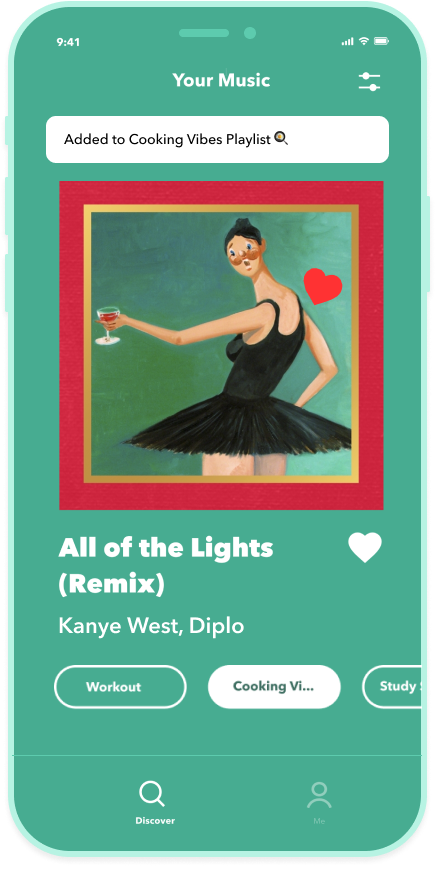 9:41
Your Music
Added to Cooking Vibes Playlist 🍳
All of the Lights
(Remix)
Kanye West, Diplo
Workout
Cooking Vi...
Study
Discover
Me